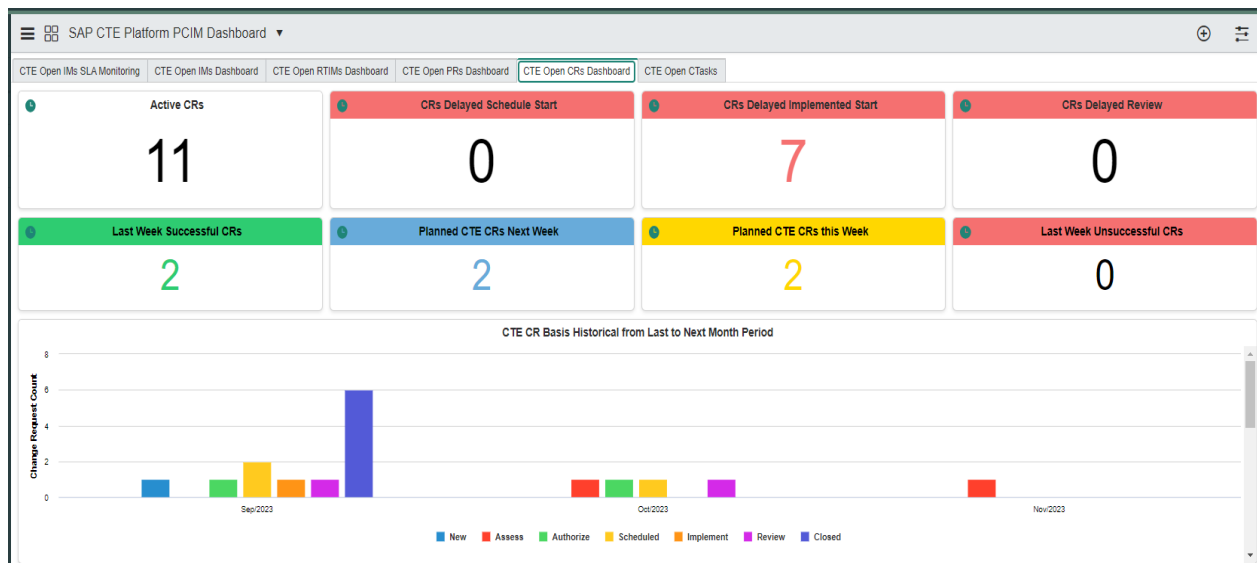 SAP CTE Platform PCIM Dashboard
CTE Open IMs SLA Monitoring CTE Open IMs Dashboard CTE Open RTIMs Dashboard CTE Open PRs Dashboard CTE Open CRs Dashboard CTE Open CTasks
Active CRs CRs Delayed Schedule Start CRs Delayed Implemented Start CRs Delayed Review
11 0 7 0
Last Week Successful CRs Planned CTE CRs Next Week Planned CTE CRs this Week Last Week Unsuccessful CRs
2 2 2 0
CTE CR Basis Historical from Last to Next Month Period
Change Request Count
8
6
4
2
0
Sep/2023 Oct/2023 Nov/2023
New Assess Authorize Scheduled Implement Review Closed